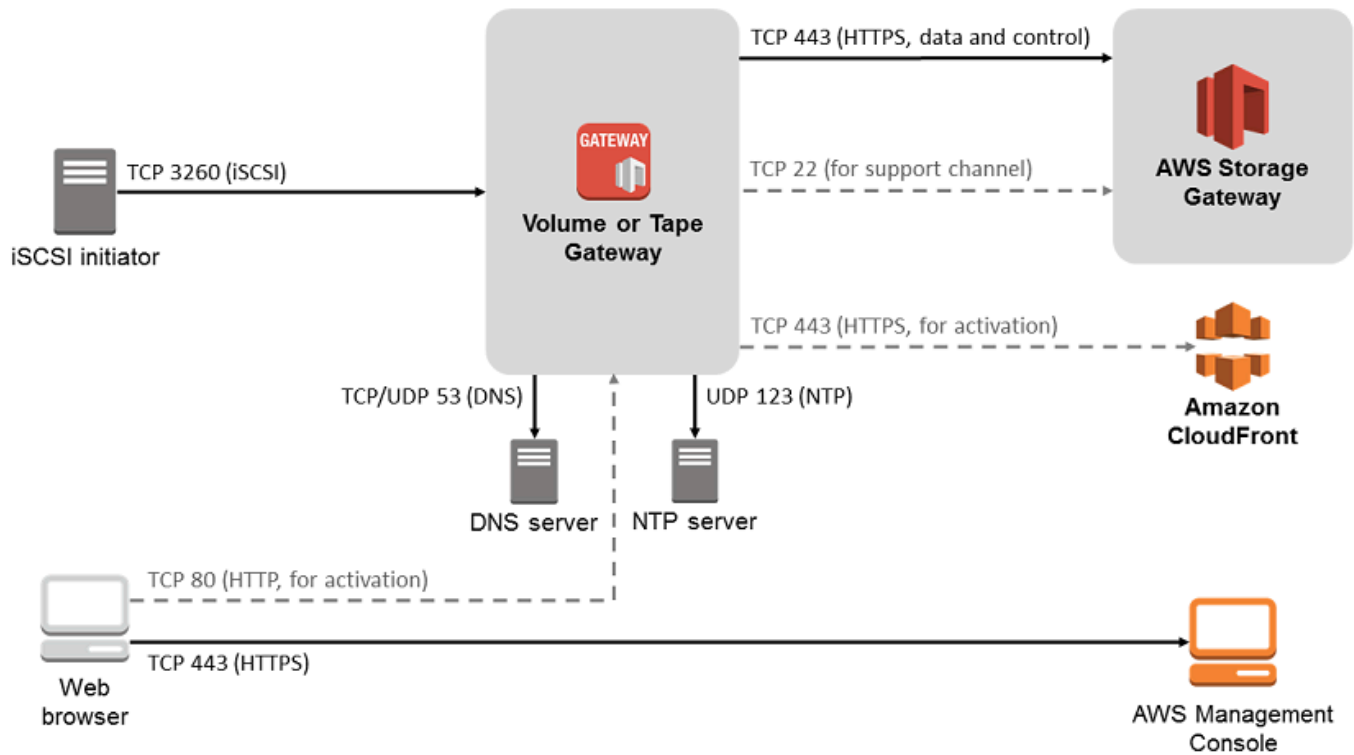 TCP 443 (HTTPS, data and control)
GATEWAY
TCP 3260 (iSCSI)
TCP 22 (for support channel)
AWS Storage
Gateway
Volume or Tape
Gateway
iSCSI initiator
TCP 443 (HTTPS, for activation)
TCP/UDP 53 (DNS)
UDP 123 (NTP)
Amazon
CloudFront
DNS server
NTP server
TCP 80 (HTTP, for activation)
TCP 443 (HTTPS)
Web
browser
AWS Management
Console